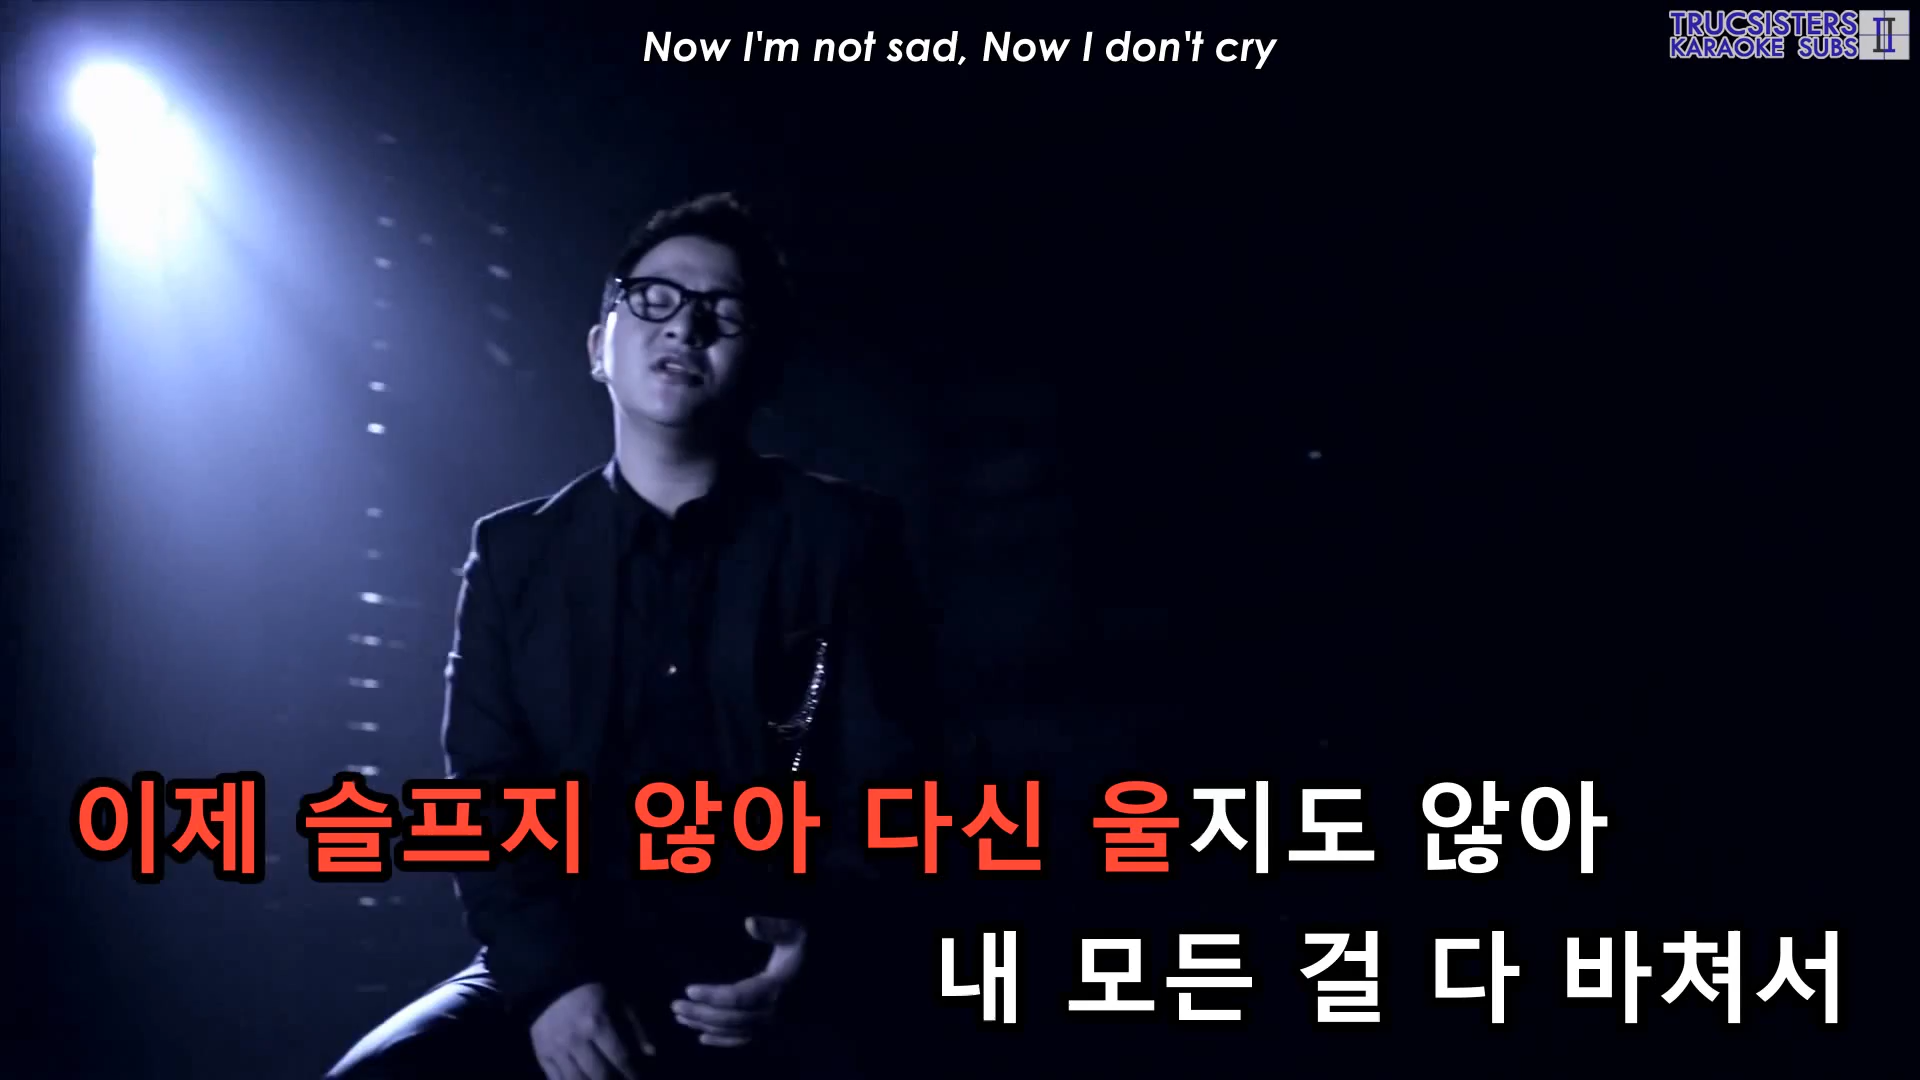 Now I'm not sad, Now I don't cry
TRUCSISTERS
KARAOKE SUBS
이제 슬프지 않아 다신 울지도 않아
내 모든 걸 다 바쳐서